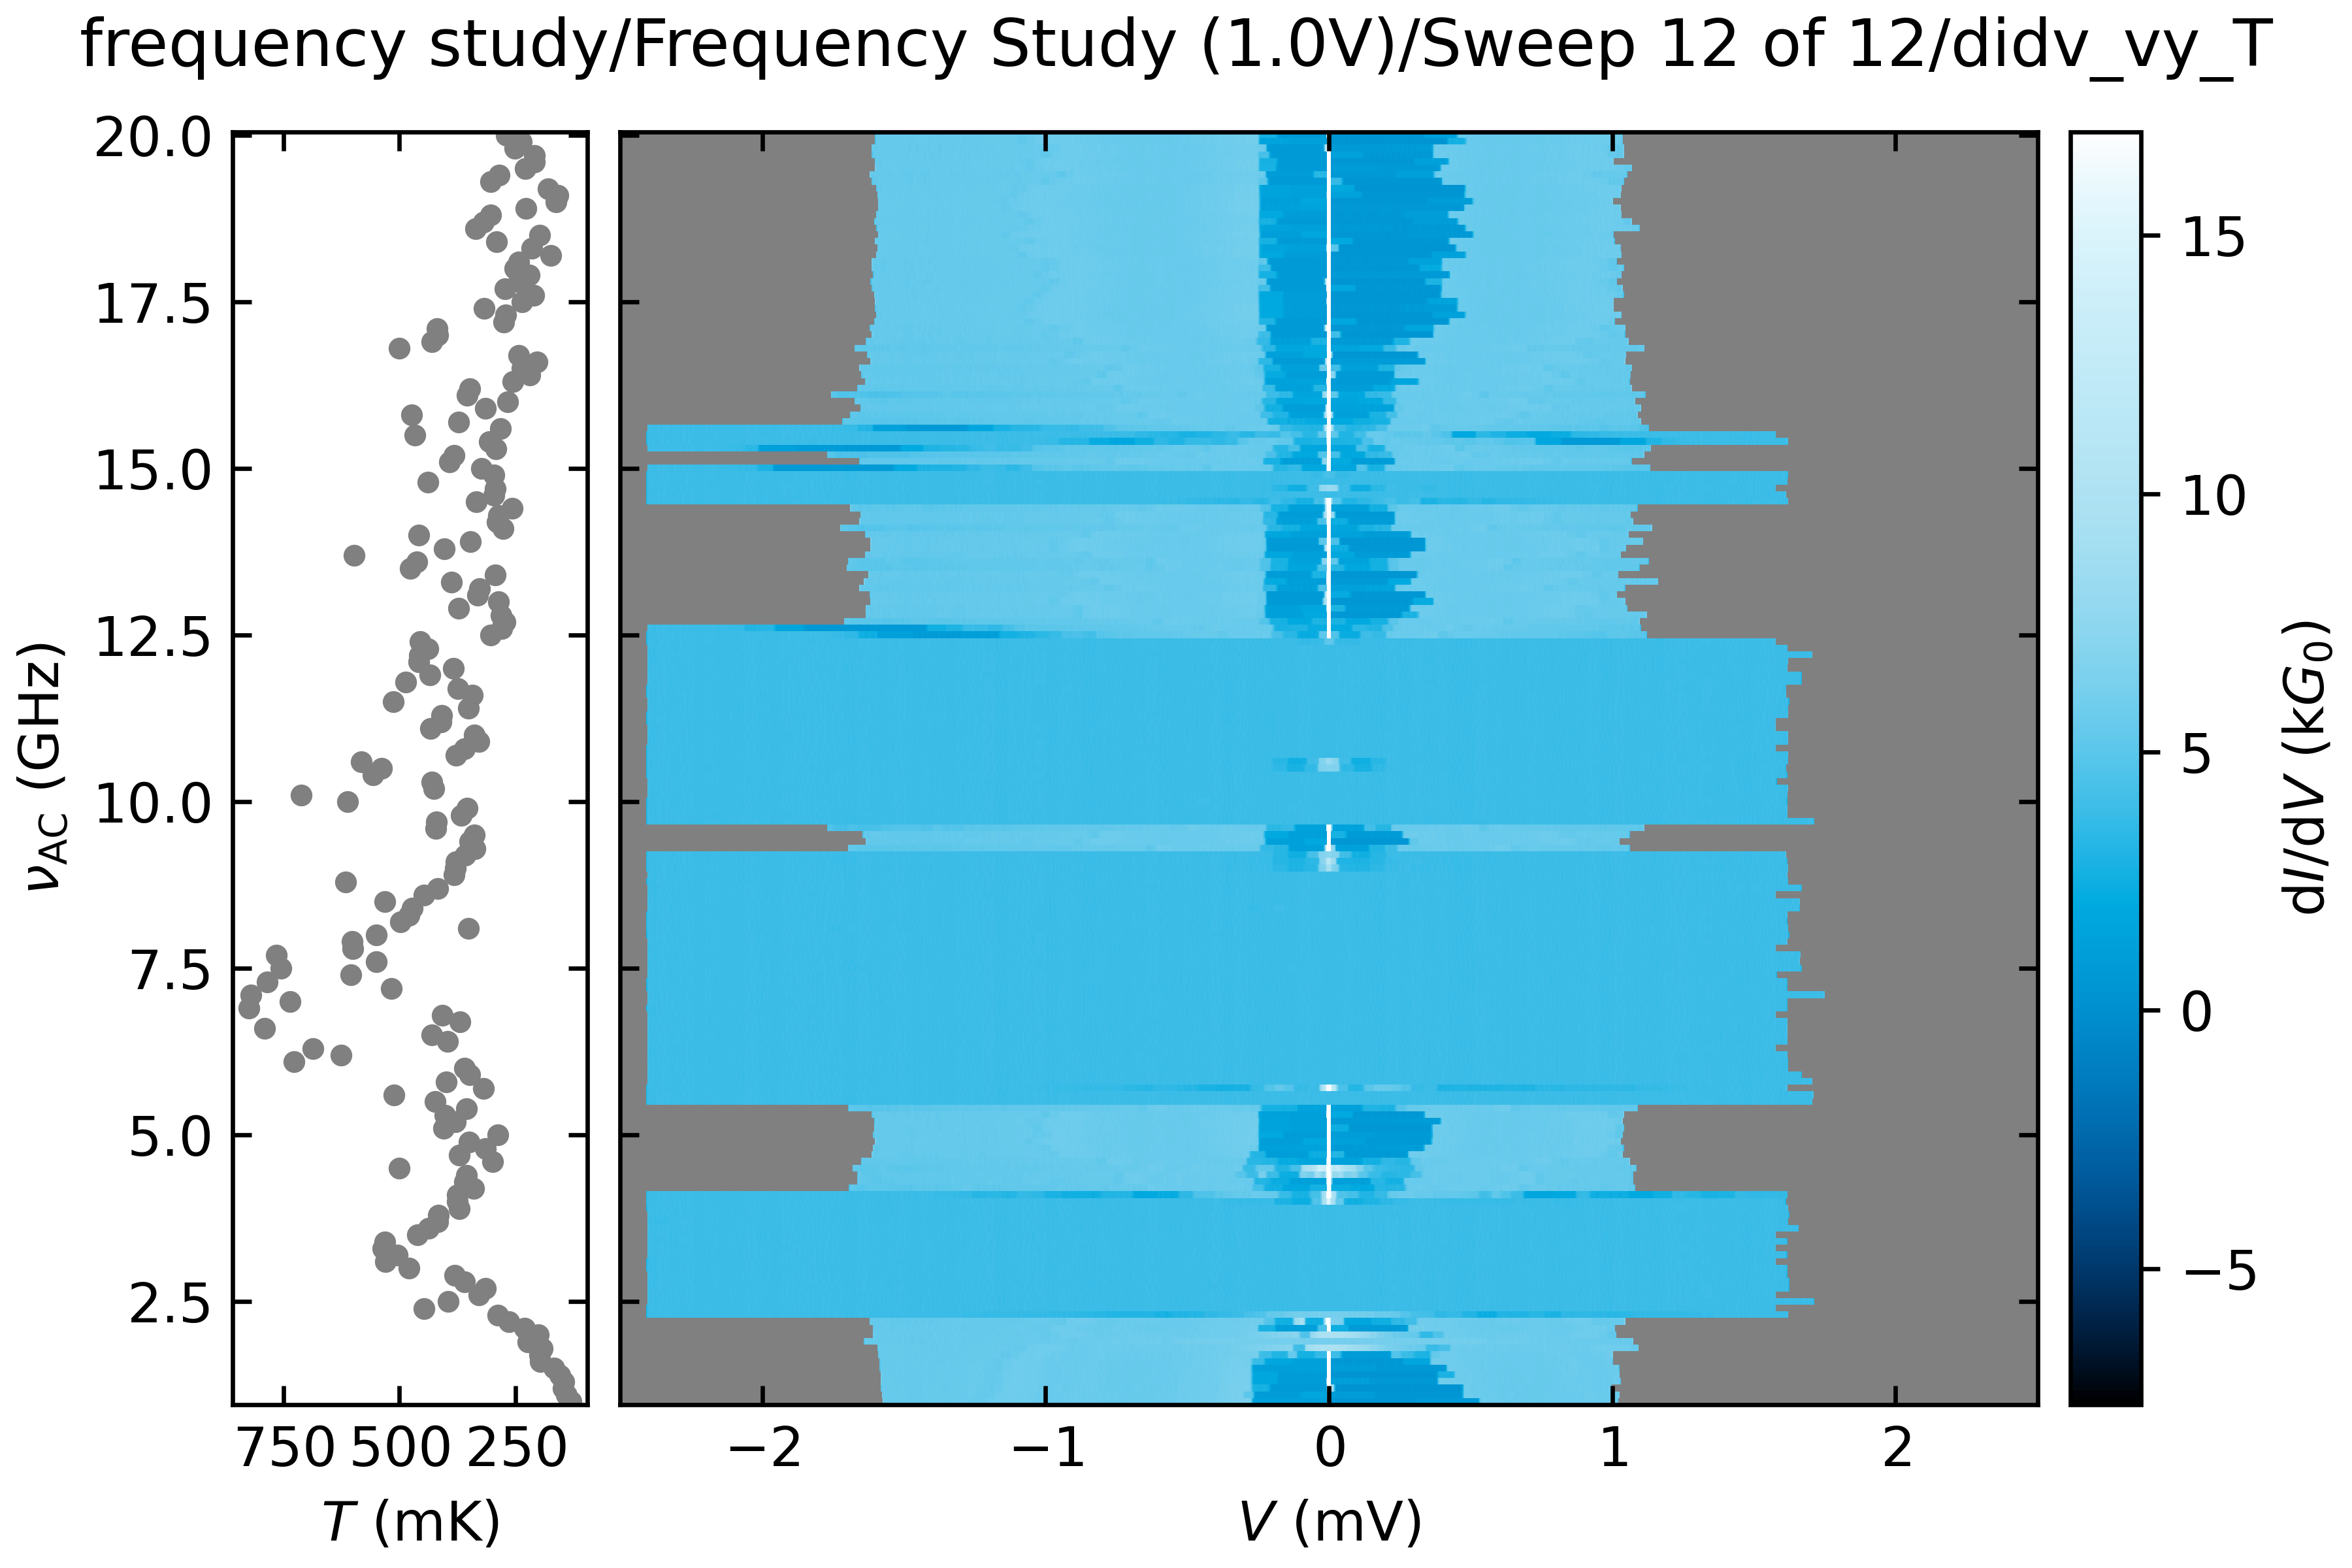 frequency study/Frequency Study (1.0V)/Sweep 12 of 12/didv_vy_T
20.0
17.5
15.0
12.5
10.0
7.5
5.0
2.5
ν_AC (GHz)
750 500 250
T (mK)
−2 −1 0 1 2
V (mV)
15
10
5
0
−5
dI/dV (kG₀)